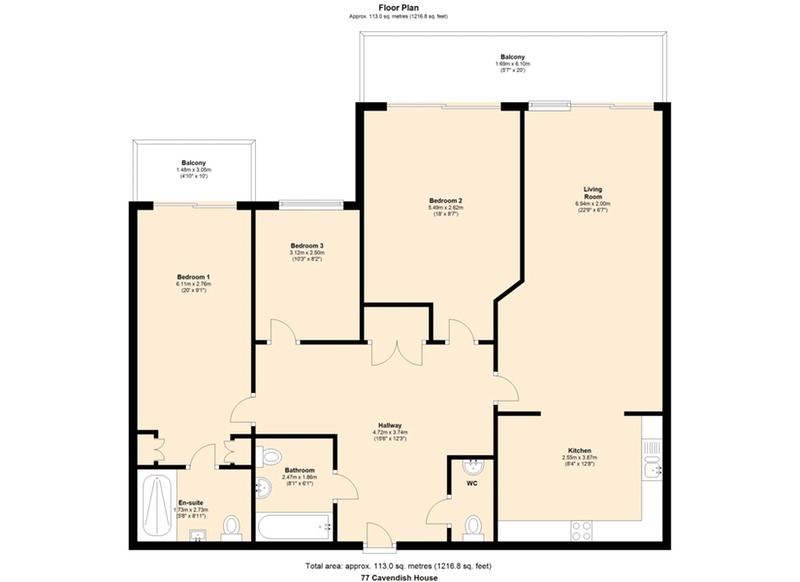 Floor Plan
Approx. 113.0 sq. metres (1216.8 sq. feet)
Balcony
1.69m x 6.10m
(5'7" x 20')
Balcony
1.48m x 3.05m
(4'10" x 10')
Bedroom 2
5.49m x 2.62m
(18' x 8'7")
Living
Room
6.94m x 2.00m
(22'9" x 6'7")
Bedroom 3
3.12m x 2.50m
(10'3" x 8'2")
Bedroom 1
6.11m x 2.76m
(20' x 9'1")
Hallway
4.72m x 3.74m
(15'6" x 12'3")
Kitchen
2.55m x 3.87m
(8'4" x 12'8")
Bathroom
2.47m x 1.86m
(8'1" x 6'1")
WC
En-suite
1.73m x 2.73m
(5'8" x 8'11")
Total area: approx. 113.0 sq. metres (1216.8 sq. feet)
77 Cavendish House